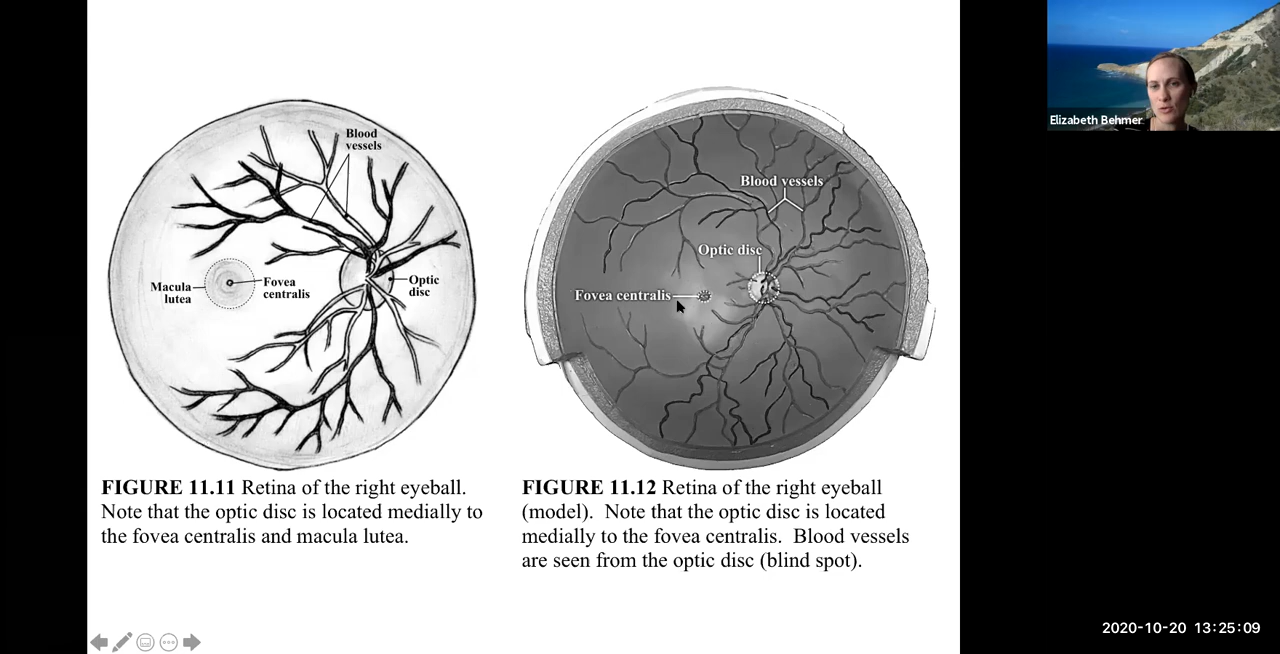 Blood
vessels
Macula
lutea
Fovea
centralis
Optic
disc
FIGURE 11.11 Retina of the right eyeball.
Note that the optic disc is located medially to
the fovea centralis and macula lutea.
Blood vessels
Optic disc
Fovea centralis
FIGURE 11.12 Retina of the right eyeball
(model).  Note that the optic disc is located
medially to the fovea centralis.  Blood vessels
are seen from the optic disc (blind spot).
Elizabeth Behmer
2020-10-20 13:25:09